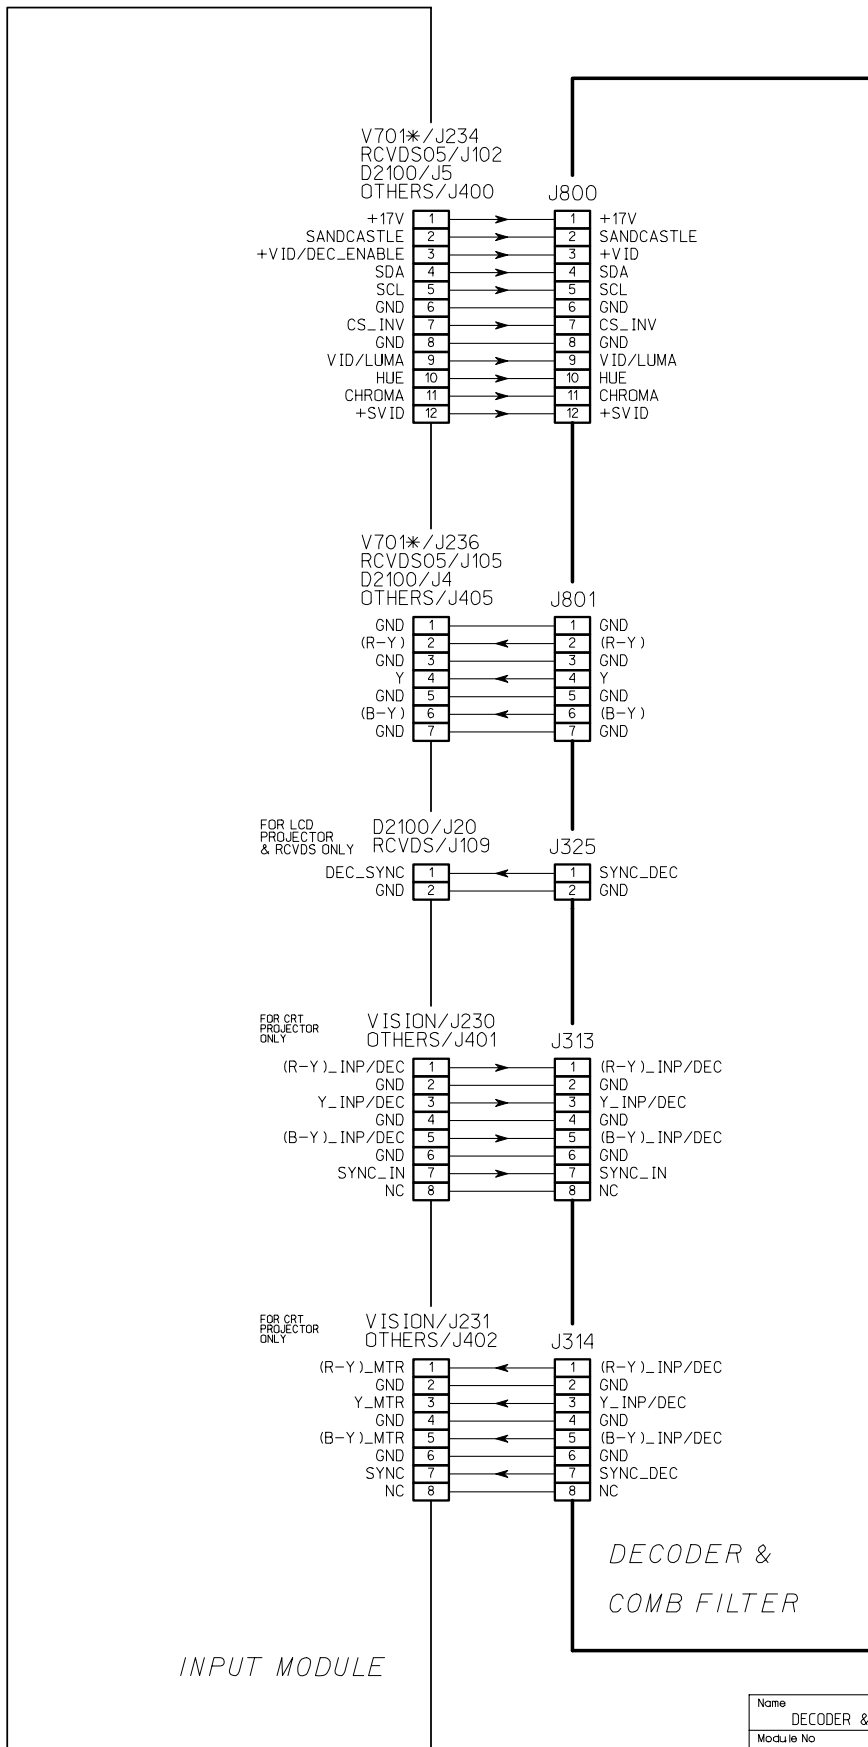 V701*/J234
RCVDS05/J102
D2100/J5
OTHERS/J400 J800
+17V 1 1 +17V
SANDCASTLE 2 2 SANDCASTLE
+VID/DEC_ENABLE 3 3 +VID
SDA 4 4 SDA
SCL 5 5 SCL
GND 6 6 GND
CS_INV 7 7 CS_INV
GND 8 8 GND
VID/LUMA 9 9 VID/LUMA
HUE 10 10 HUE
CHROMA 11 11 CHROMA
+SVID 12 12 +SVID
V701*/J236
RCVDS05/J105
D2100/J4
OTHERS/J405 J801
GND 1 1 GND
(R-Y) 2 2 (R-Y)
GND 3 3 GND
Y 4 4 Y
GND 5 5 GND
(B-Y) 6 6 (B-Y)
GND 7 7 GND
FOR LCD
PROJECTOR
& RCVDS ONLY
D2100/J20
RCVDS/J109 J325
DEC_SYNC 1 1 SYNC_DEC
GND 2 2 GND
FOR CRT
PROJECTOR
ONLY
VISION/J230
OTHERS/J401 J313
(R-Y)_INP/DEC 1 1 (R-Y)_INP/DEC
GND 2 2 GND
Y_INP/DEC 3 3 Y_INP/DEC
GND 4 4 GND
(B-Y)_INP/DEC 5 5 (B-Y)_INP/DEC
GND 6 6 GND
SYNC_IN 7 7 SYNC_IN
NC 8 8 NC
FOR CRT
PROJECTOR
ONLY
VISION/J231
OTHERS/J402 J314
(R-Y)_MTR 1 1 (R-Y)_INP/DEC
GND 2 2 GND
Y_MTR 3 3 Y_INP/DEC
GND 4 4 GND
(B-Y)_MTR 5 5 (B-Y)_INP/DEC
GND 6 6 GND
SYNC 7 7 SYNC_DEC
NC 8 8 NC
DECODER &
COMB FILTER
INPUT MODULE
Name
DECODER &
Module No